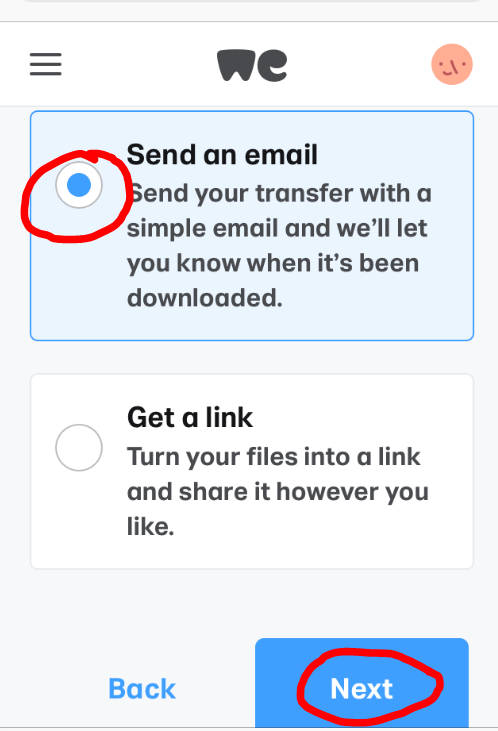 we
Send an email
Send your transfer with a
simple email and we’ll let
you know when it’s been
downloaded.
Get a link
Turn your files into a link
and share it however you
like.
Back Next